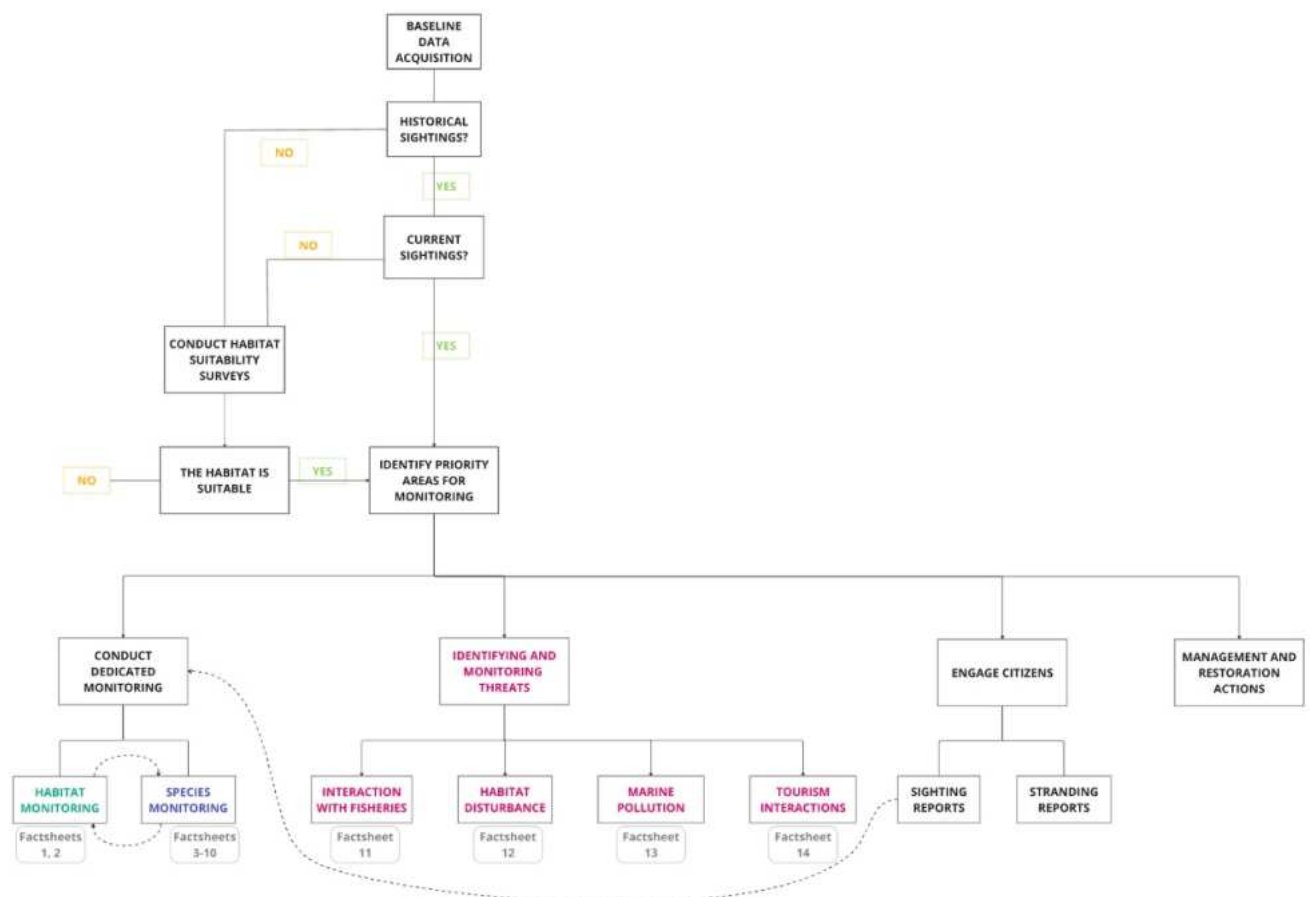 BASELINE
DATA
ACQUISITION
HISTORICAL
SIGHTINGS?
NO
YES
CURRENT
SIGHTINGS?
NO
YES
CONDUCT HABITAT
SUITABILITY
SURVEYS
THE HABITAT IS
SUITABLE
NO
YES
IDENTIFY PRIORITY
AREAS FOR
MONITORING
CONDUCT
DEDICATED
MONITORING
IDENTIFYING AND
MONITORING
THREATS
ENGAGE CITIZENS
MANAGEMENT AND
RESTORATION
ACTIONS
HABITAT
MONITORING
SPECIES
MONITORING
INTERACTION
WITH FISHERIES
HABITAT
DISTURBANCE
MARINE
POLLUTION
TOURISM
INTERACTIONS
SIGHTING
REPORTS
STRANDING
REPORTS
Factsheets
1, 2
Factsheets
3-10
Factsheet
11
Factsheet
12
Factsheet
13
Factsheet
14